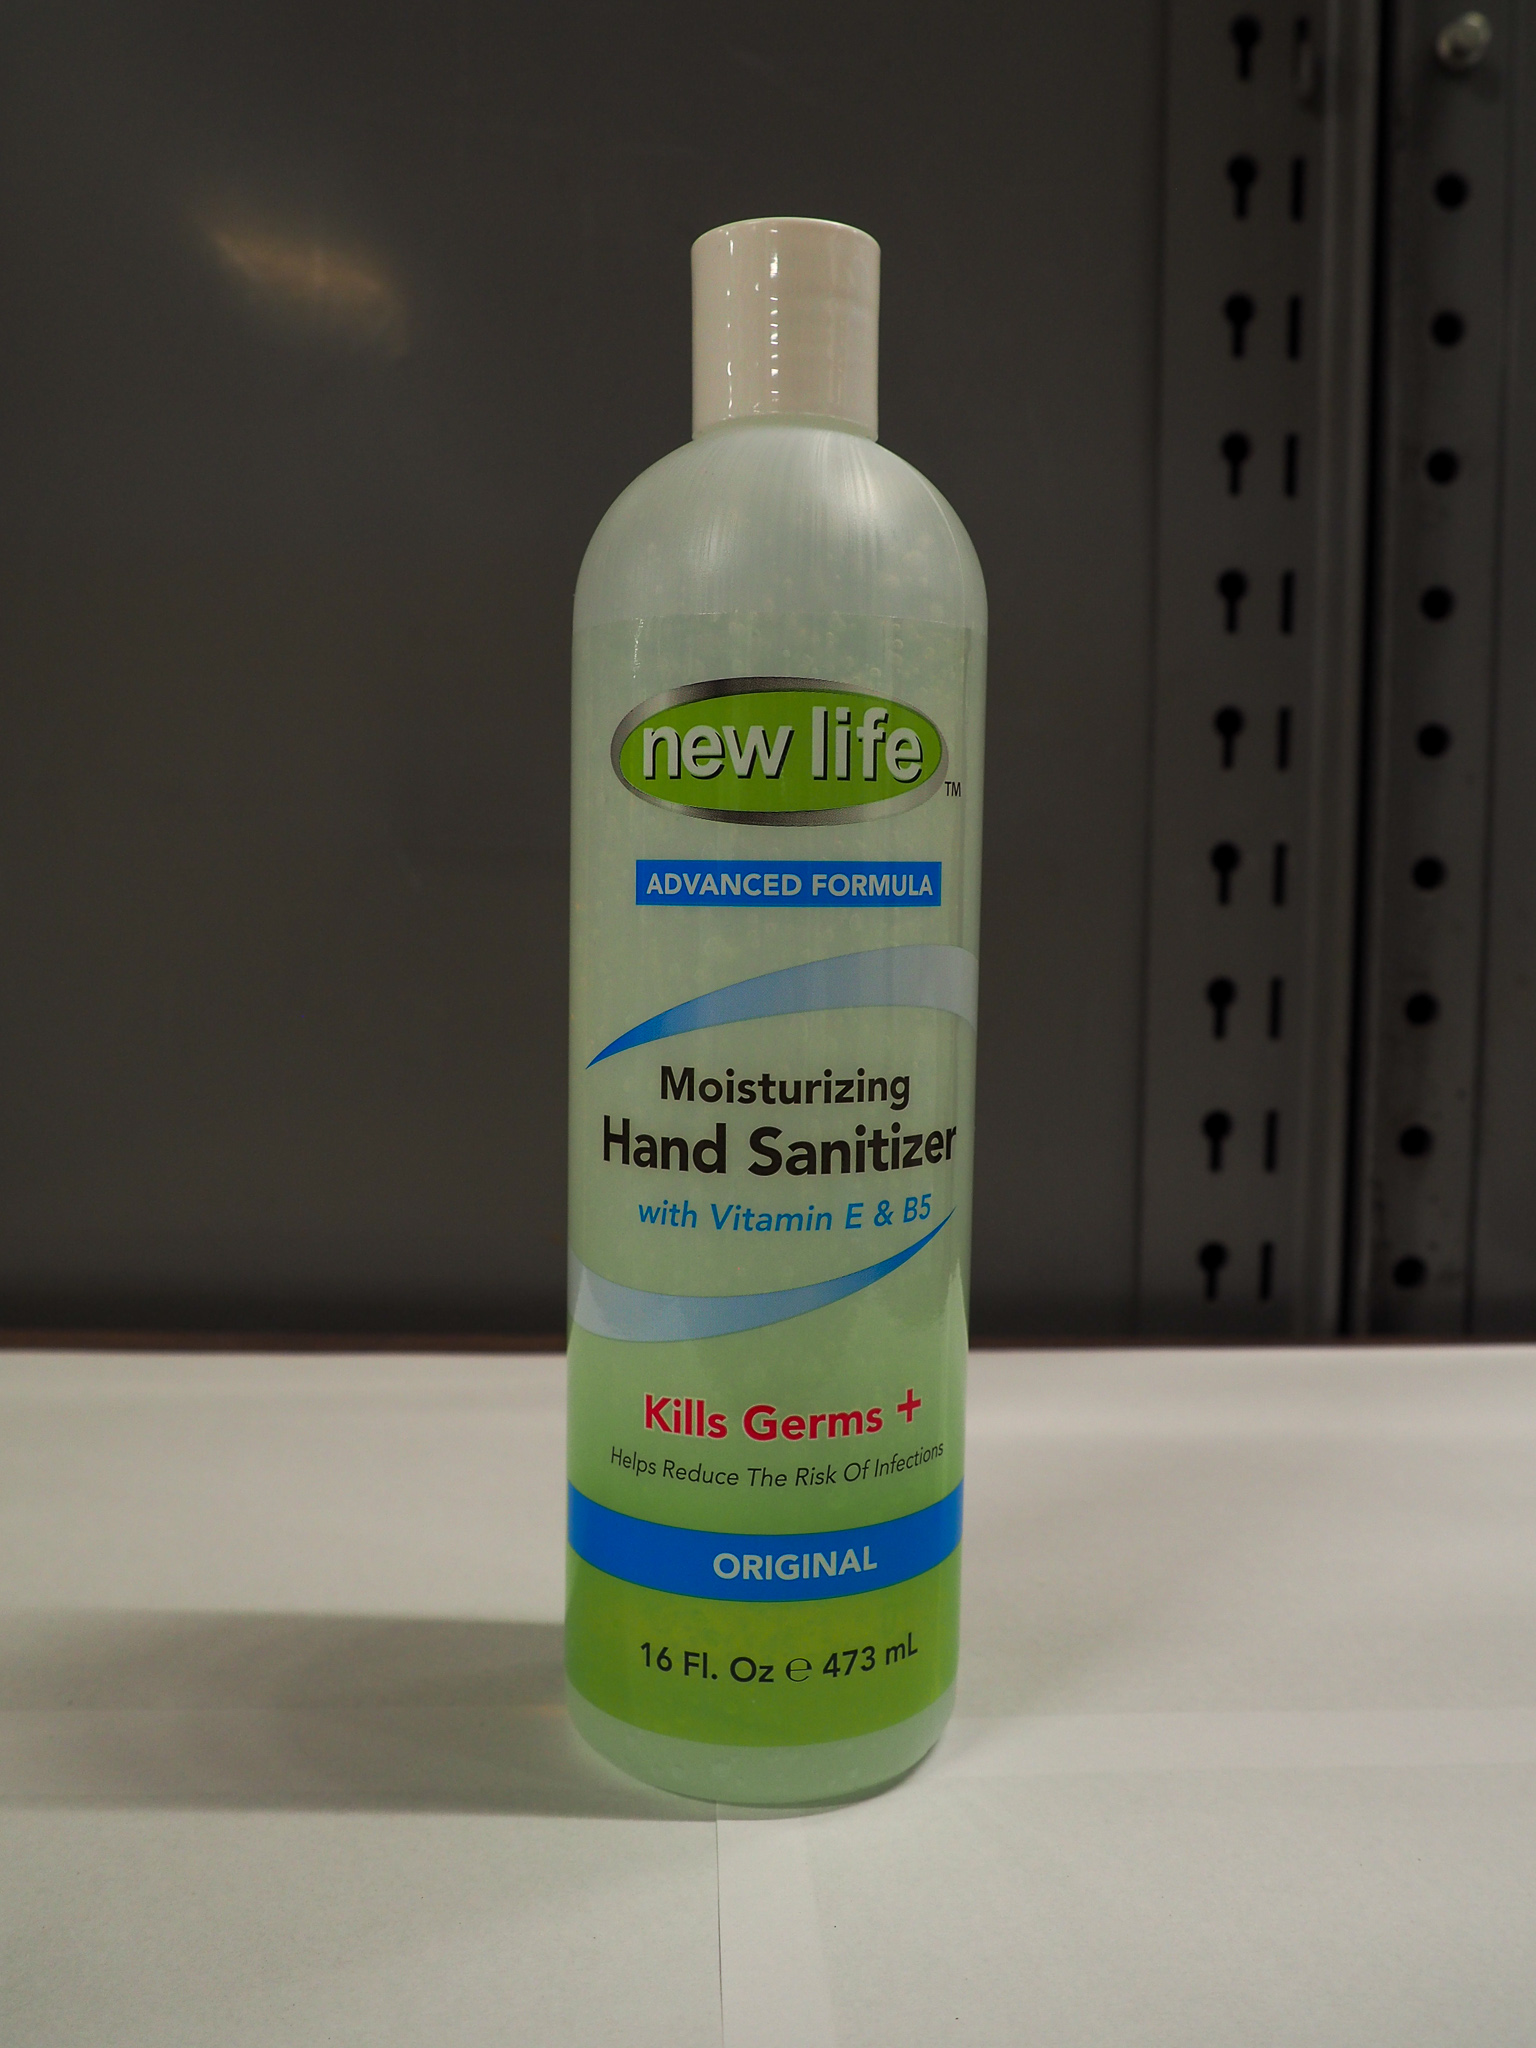 new life
TM
ADVANCED FORMULA
Moisturizing
Hand Sanitizer
with Vitamin E & B5
Kills Germs +
Helps Reduce The Risk Of Infections
ORIGINAL
16 Fl. Oz ℮ 473 mL